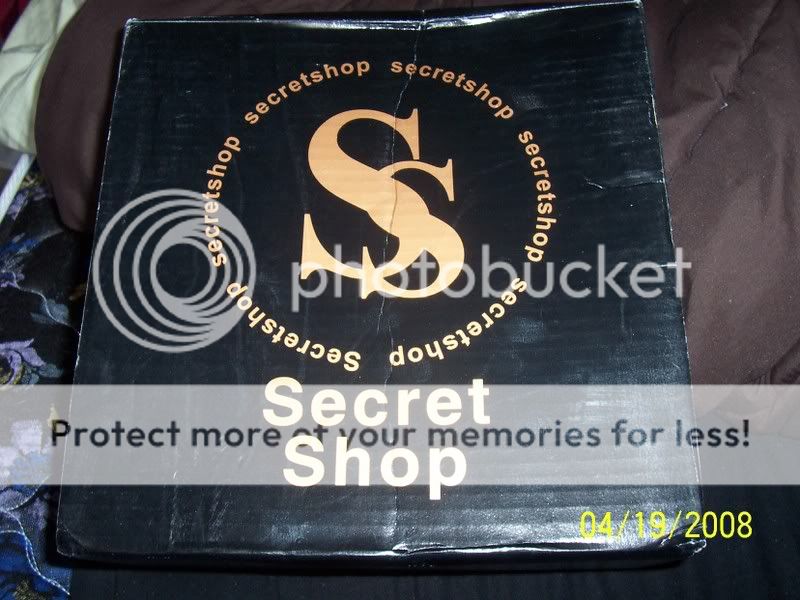 secretshop secretshop secretshop secretshop secretshop Secretshop secretshop
SS
photobucket
Secret
Protect more of your memories for less!
Shop
04/19/2008